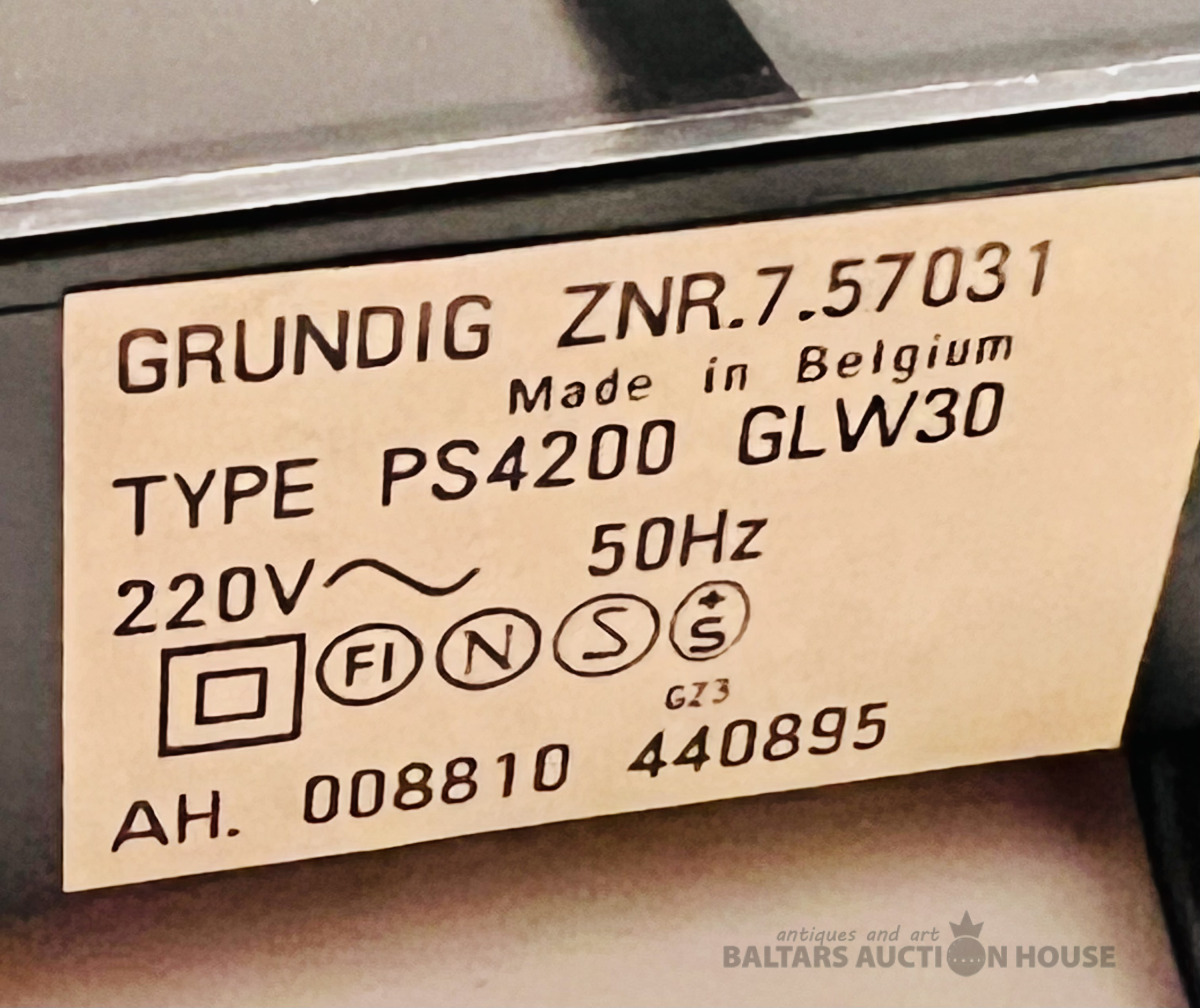 GRUNDIG ZNR.7.57031
Made in Belgium
TYPE PS4200 GLW30
220V~ 50Hz
FI N S +S
GZ3
AH. 008810 440895
antiques and art
BALTARS AUCTION HOUSE